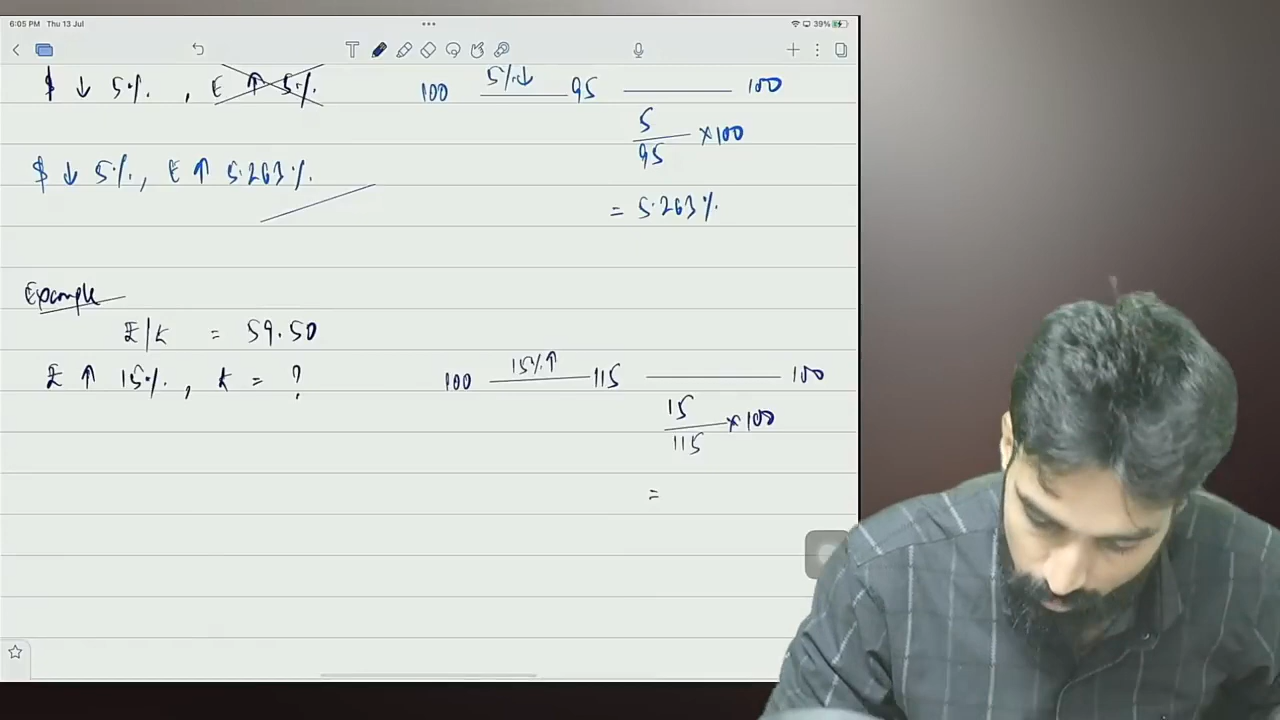 6:05 PM Thu 13 Jul
39%
$ ↓ 5%. , € ↑ 5%.
100 5%↓ 95 100
5
95 ×100
$ ↓ 5%, € ↑ 5.263%.
= 5.263%
Example
₤/K = 59.50
₤ ↑ 15%, K = ?
100 15%↑ 115 100
15
115 ×100
=